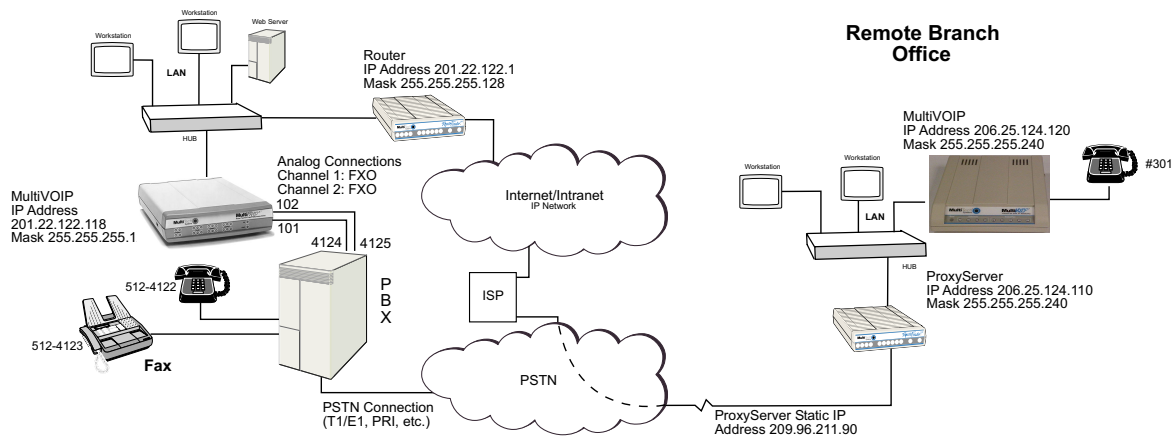 Workstation
Workstation
Web Server
LAN
HUB
Router
IP Address 201.22.122.1
Mask 255.255.255.128
Remote Branch
Office
MultiVOIP
IP Address 206.25.124.120
Mask 255.255.255.240
#301
Workstation
Workstation
LAN
HUB
Analog Connections
Channel 1: FXO
Channel 2: FXO
Internet/Intranet
IP Network
MultiVOIP
IP Address
201.22.122.118
Mask 255.255.255.1
Multi
MultiVOIP
102
101
4124
4125
PBX
512-4122
512-4123
Fax
ISP
PSTN
ProxyServer
IP Address 206.25.124.110
Mask 255.255.255.240
PSTN Connection
(T1/E1, PRI, etc.)
ProxyServer Static IP
Address 209.96.211.90